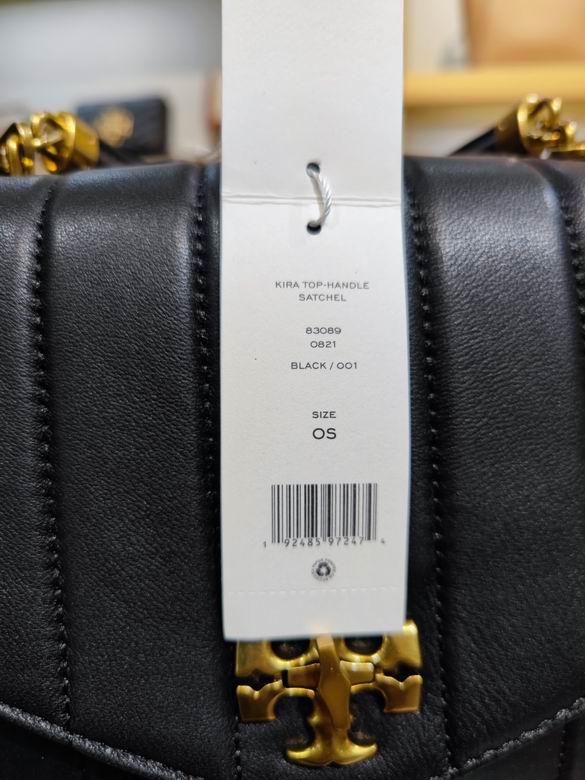 KIRA TOP-HANDLE
SATCHEL
83089
0821
BLACK / 001
SIZE
OS
1 92485 97247 4